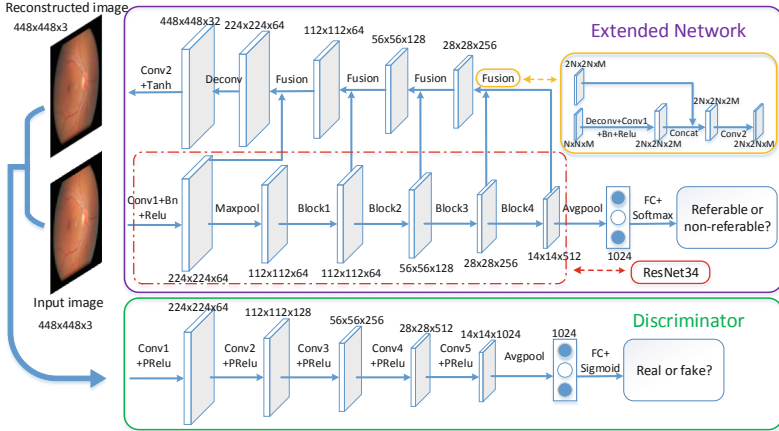 Reconstructed image
448x448x3
Extended Network
448x448x32
224x224x64
112x112x64
56x56x128
28x28x256
Conv2
+Tanh
Deconv
Fusion
Fusion
Fusion
Fusion
2Nx2NxM
2Nx2Nx2M
Deconv+Conv1
+Bn+Relu
Concat
Conv2
NxNxM
2Nx2Nx2M
2Nx2NxM
Conv1+Bn
+Relu
Maxpool
Block1
Block2
Block3
Block4
Avgpool
FC+
Softmax
Referable or
non-referable?
224x224x64
112x112x64
112x112x64
56x56x128
28x28x256
14x14x512
1024
ResNet34
Input image
448x448x3
Discriminator
224x224x64
112x112x128
56x56x256
28x28x512
14x14x1024
1024
Conv1
+PRelu
Conv2
+PRelu
Conv3
+PRelu
Conv4
+PRelu
Conv5
+PRelu
Avgpool
FC+
Sigmoid
Real or fake?